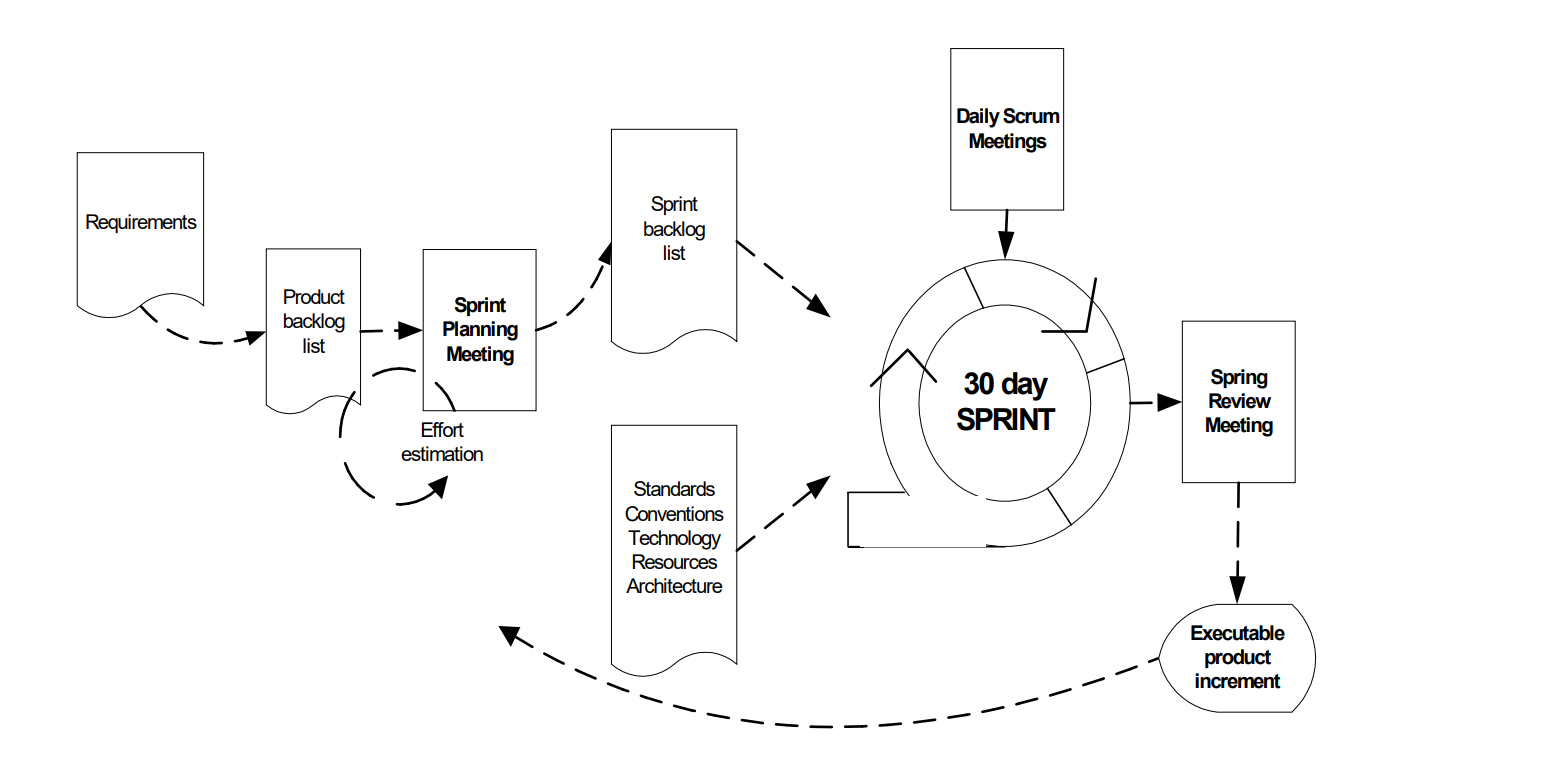 Requirements
Product
backlog
list
Sprint
Planning
Meeting
Effort
estimation
Sprint
backlog
list
Standards
Conventions
Technology
Resources
Architecture
Daily Scrum
Meetings
30 day
SPRINT
Spring
Review
Meeting
Executable
product
increment